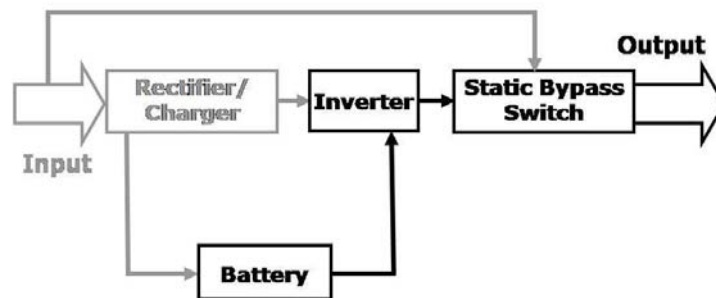 Output
Rectifier/
Charger
Inverter
Static Bypass
Switch
Input
Battery